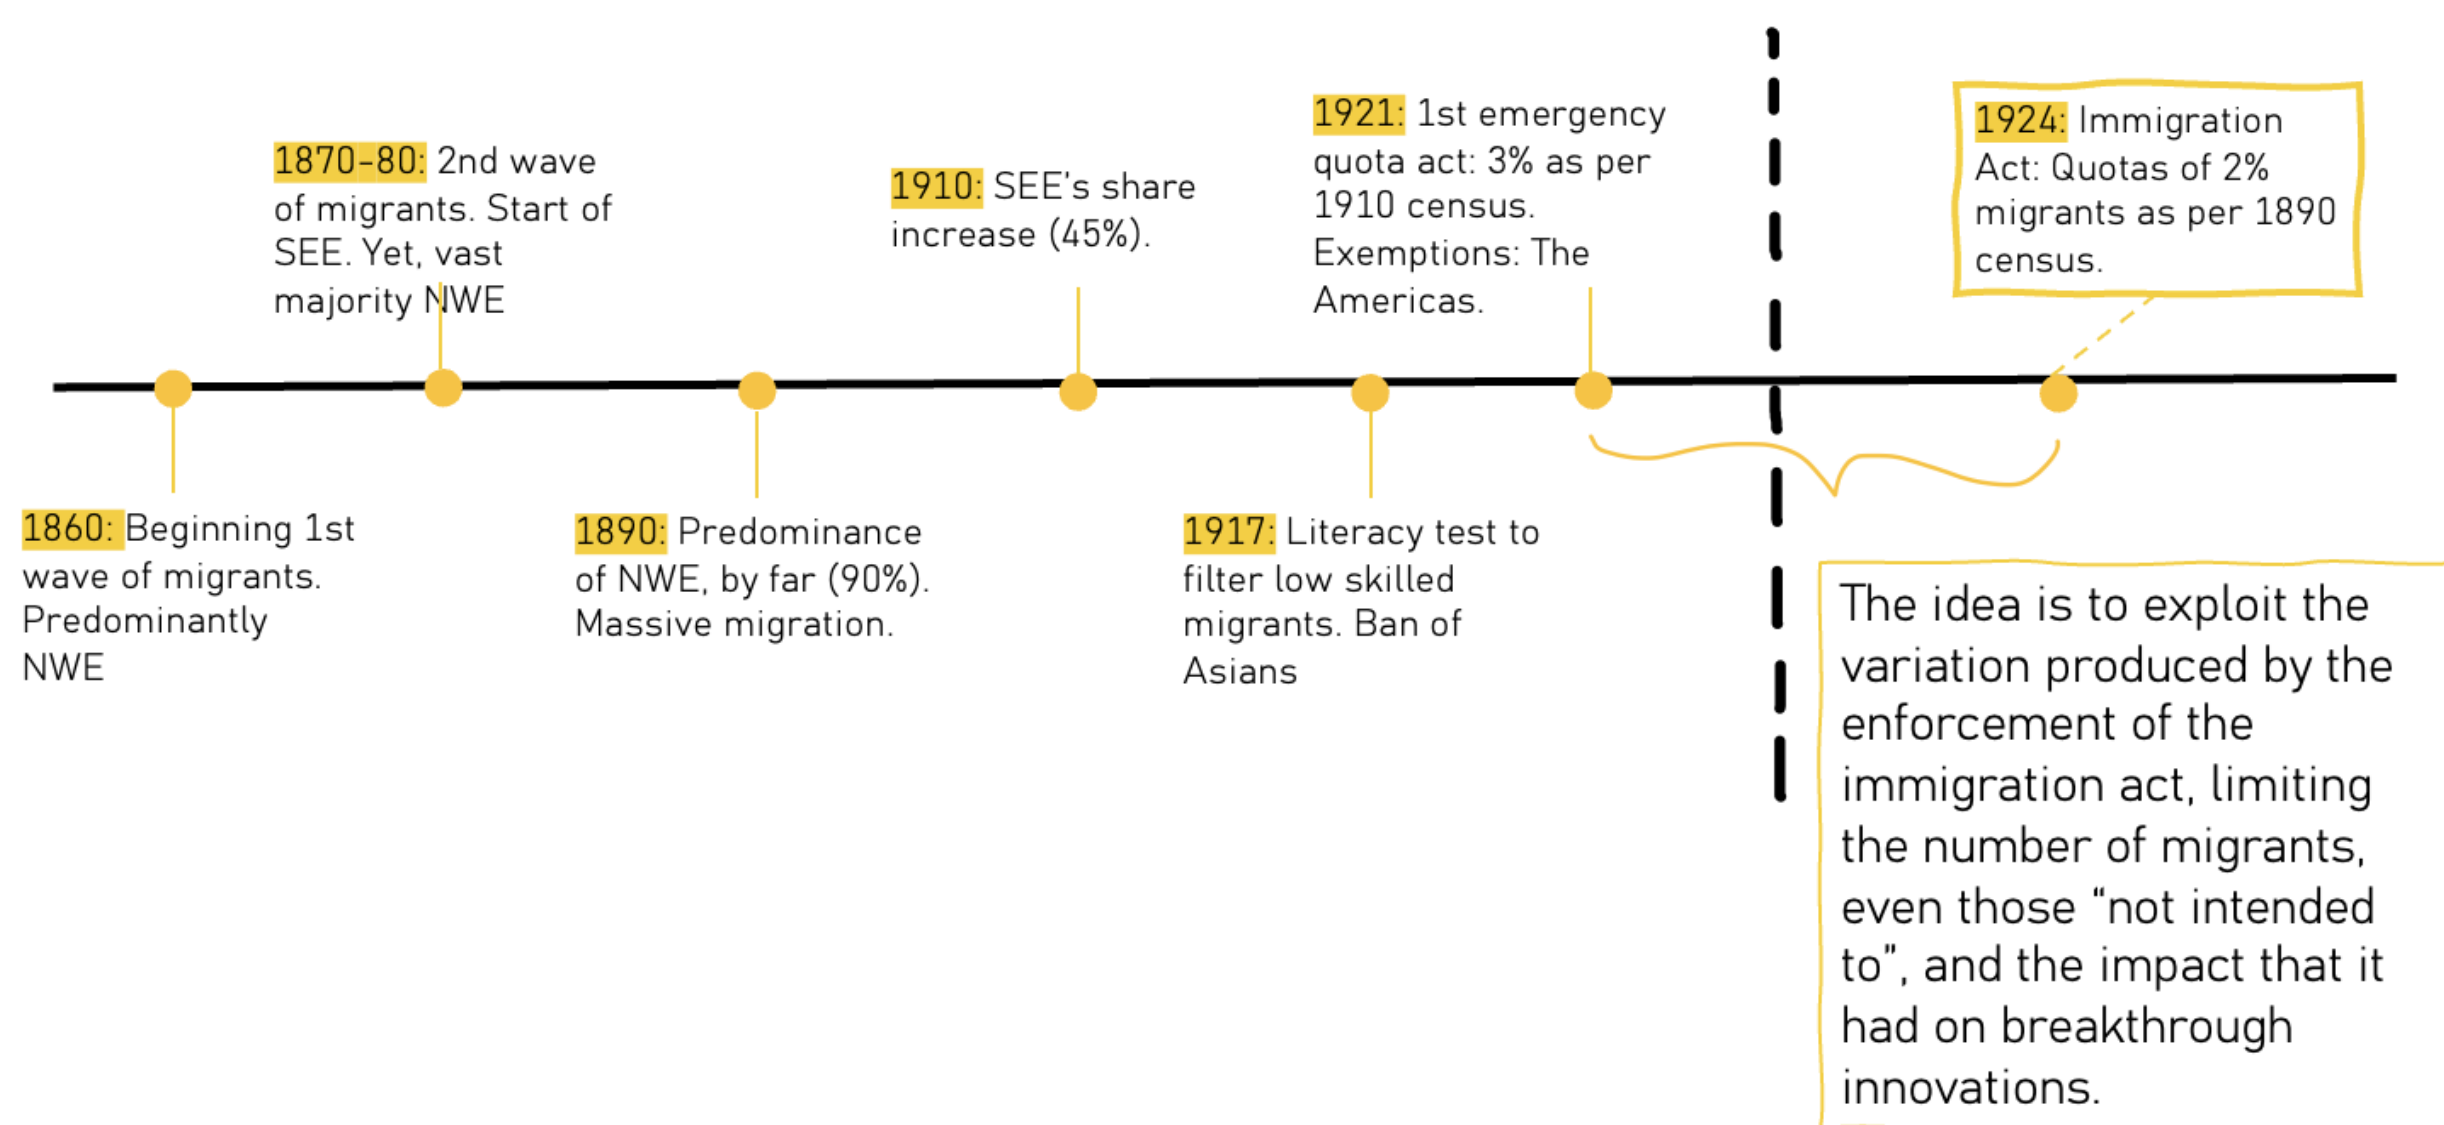 1860: Beginning 1st
wave of migrants.
Predominantly
NWE
1870-80: 2nd wave
of migrants. Start of
SEE. Yet, vast
majority NWE
1890: Predominance
of NWE, by far (90%).
Massive migration.
1910: SEE's share
increase (45%).
1917: Literacy test to
filter low skilled
migrants. Ban of
Asians
1921: 1st emergency
quota act: 3% as per
1910 census.
Exemptions: The
Americas.
1924: Immigration
Act: Quotas of 2%
migrants as per 1890
census.
The idea is to exploit the
variation produced by the
enforcement of the
immigration act, limiting
the number of migrants,
even those “not intended
to”, and the impact that it
had on breakthrough
innovations.